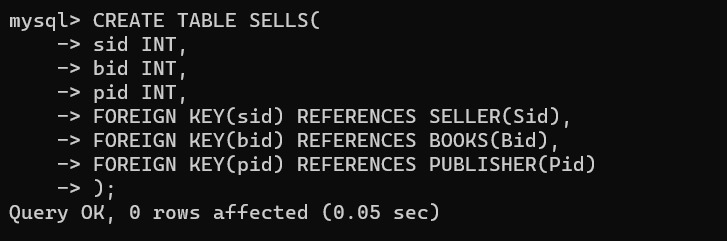 mysql> CREATE TABLE SELLS(
    -> sid INT,
    -> bid INT,
    -> pid INT,
    -> FOREIGN KEY(sid) REFERENCES SELLER(Sid),
    -> FOREIGN KEY(bid) REFERENCES BOOKS(Bid),
    -> FOREIGN KEY(pid) REFERENCES PUBLISHER(Pid)
    -> );
Query OK, 0 rows affected (0.05 sec)